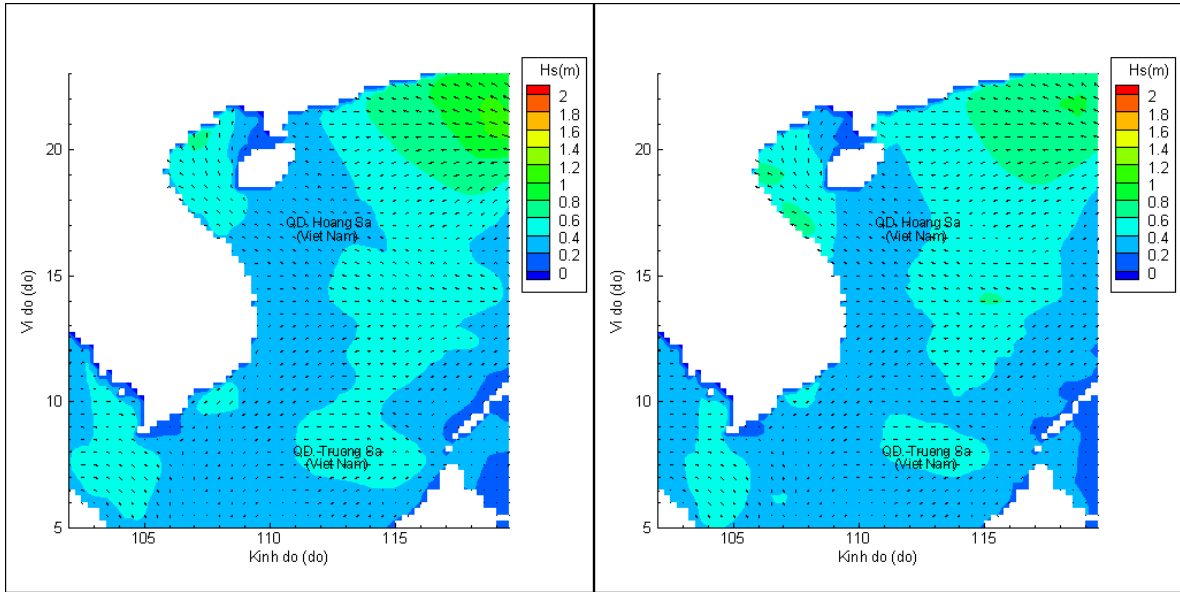 Hs(m)
2
1.8
1.6
1.4
1.2
1
0.8
0.6
0.4
0.2
0
20
15
10
5
Vi do (do)
QD. Hoang Sa
(Viet Nam)
QD. Truong Sa
(Viet Nam)
105
110
115
Kinh do (do)
Hs(m)
2
1.8
1.6
1.4
1.2
1
0.8
0.6
0.4
0.2
0
20
15
10
5
Vi do (do)
QD. Hoang Sa
(Viet Nam)
QD. Truong Sa
(Viet Nam)
105
110
115
Kinh do (do)